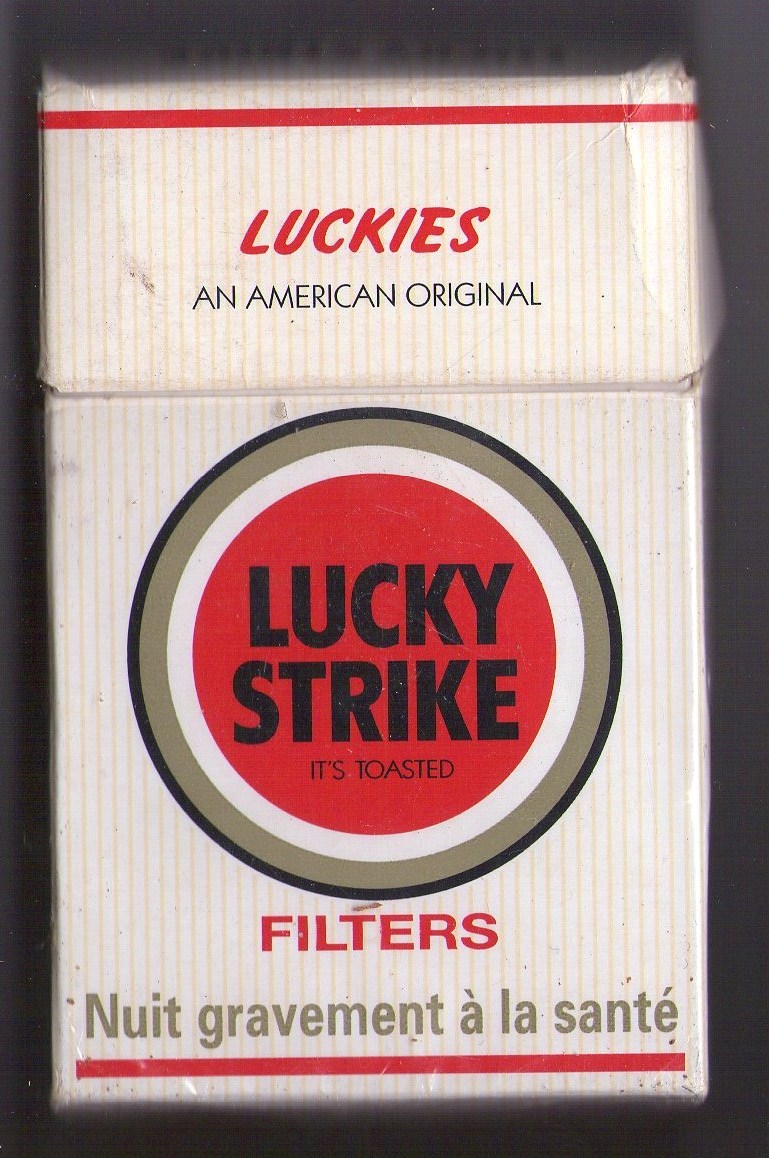 LUCKIES
AN AMERICAN ORIGINAL
LUCKY
STRIKE
IT'S TOASTED
FILTERS
Nuit gravement à la santé